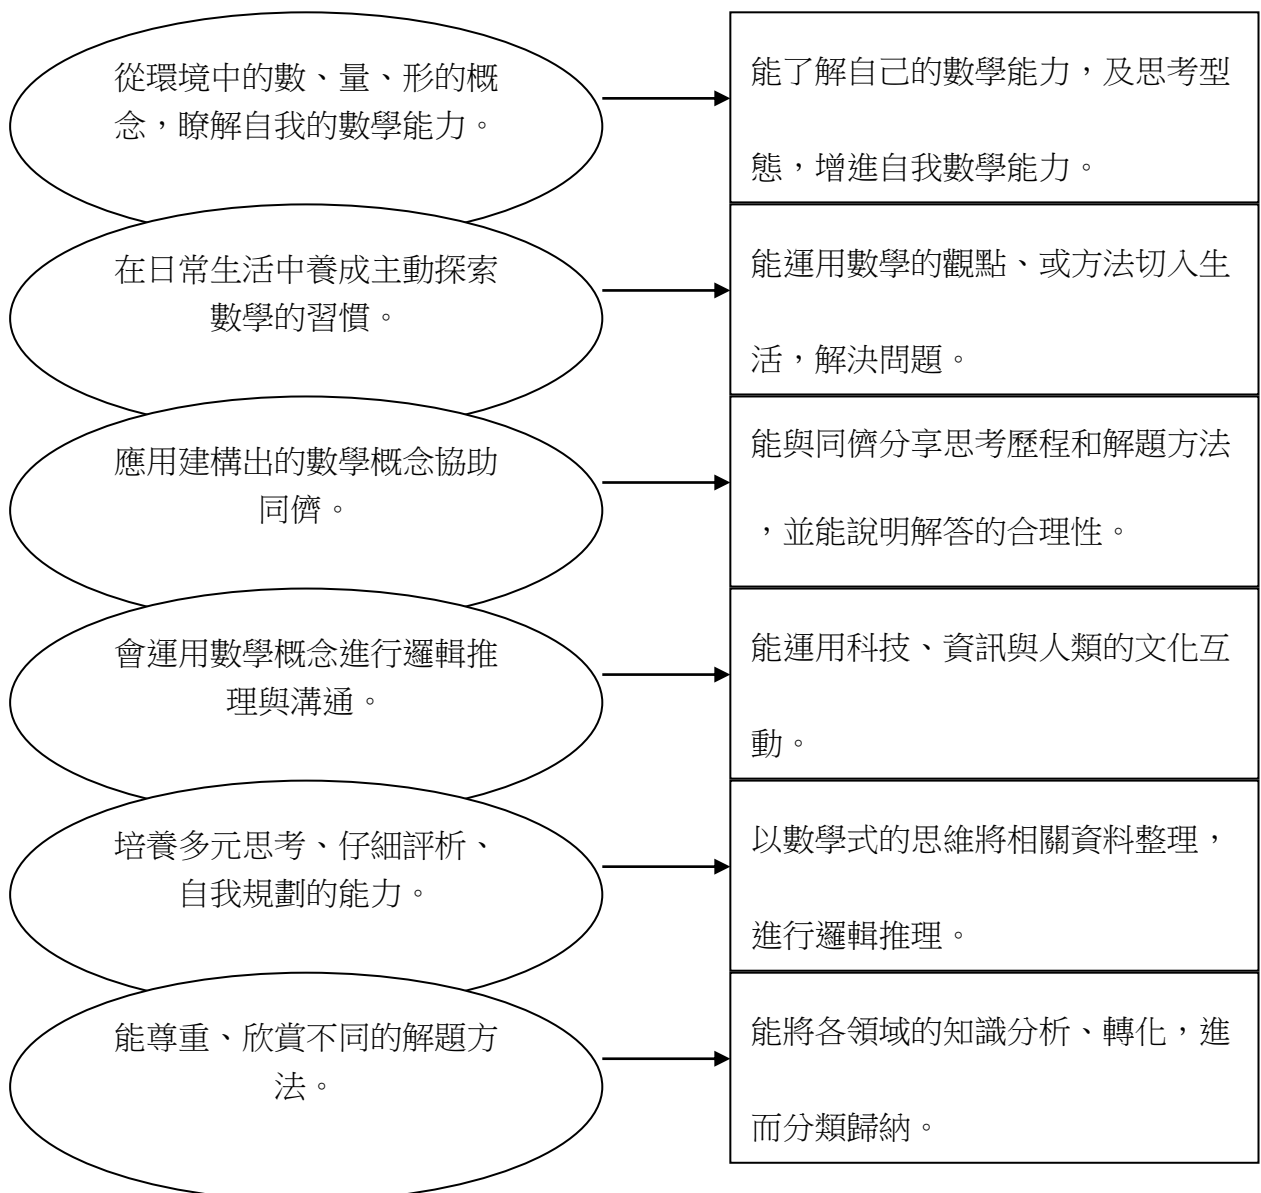 從環境中的數、量、形的概
念，瞭解自我的數學能力。
能了解自己的數學能力，及思考型
態，增進自我數學能力。
在日常生活中養成主動探索
數學的習慣。
能運用數學的觀點、或方法切入生
活，解決問題。
應用建構出的數學概念協助
同儕。
能與同儕分享思考歷程和解題方法
，並能說明解答的合理性。
會運用數學概念進行邏輯推
理與溝通。
能運用科技、資訊與人類的文化互
動。
培養多元思考、仔細評析、
自我規劃的能力。
以數學式的思維將相關資料整理，
進行邏輯推理。
能尊重、欣賞不同的解題方
法。
能將各領域的知識分析、轉化，進
而分類歸納。